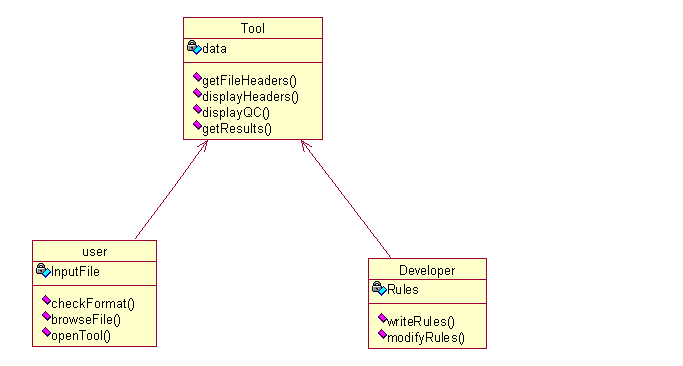 Tool
data
getFileHeaders()
displayHeaders()
displayQC()
getResults()
user
InputFile
checkFormat()
browseFile()
openTool()
Developer
Rules
writeRules()
modifyRules()